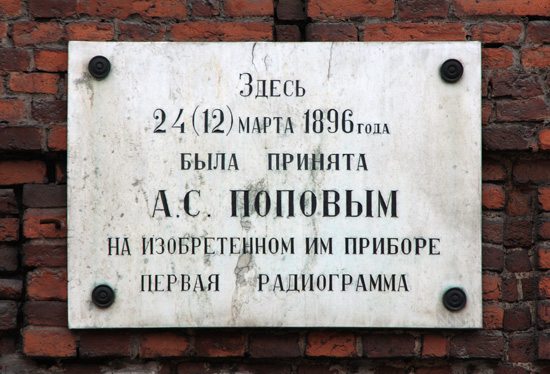 Здесь
24(12) марта 1896 года
была принята
А.С. Поповым
на изобретенном им приборе
первая радиограмма